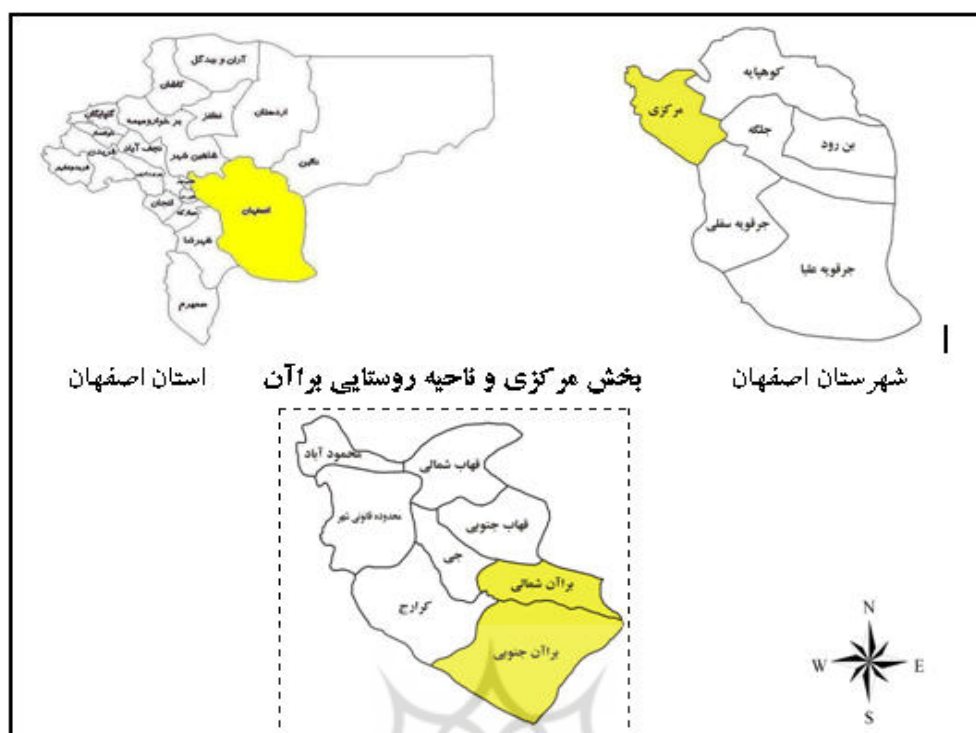 آران و بیدگل
کاشان
اردستان
نطنز
برخوار و میمه
گلپایگان
خوانسار
نجف آباد
فریدن
شاهین شهر
نائین
فریدونشهر
اصفهان
لنجان
مبارکه
شهرضا
سمیرم
کوهپایه
مرکزی
جلگه
بن رود
جرقویه سفلی
جرقویه علیا
استان اصفهان
بخش مرکزی و ناحیه روستایی براآن
شهرستان اصفهان
محمود آباد
قهاب شمالی
محدوده قانونی شهر
قهاب جنوبی
جی
براآن شمالی
کرارج
براآن جنوبی
N
W
E
S